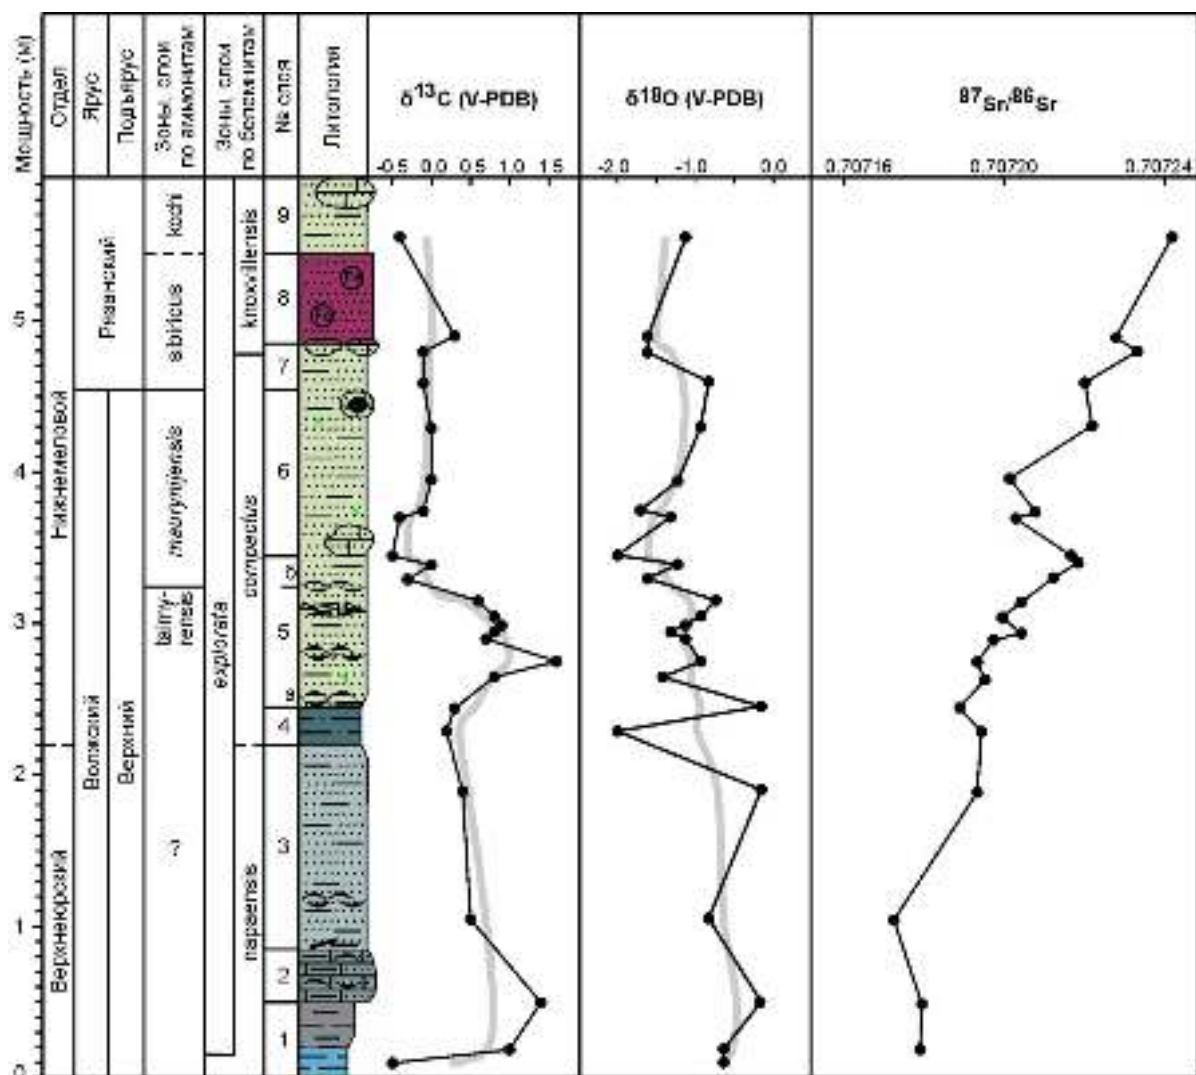 Мощность (м)
Отдел
Ярус
Подъярус
Зоны, слои
по аммонитам
Зоны, слои
по белемнитам
№ слоя
Литология
δ13C (V-PDB)
-0.5 0.0 0.5 1.0 1.5
δ18O (V-PDB)
-2.0 -1.0 0.0
87Sr/86Sr
0.70716 0.70720 0.70724
5
4
3
2
1
0
Нижнемеловой
Верхнеюрский
Рязанский
Волжский
Верхний
kochi
sibiricus
maurynijensis
taimy-
rensis
?
explorata
knoxvillensis
compactus
napaensis
9
8
7
6
5
4
3
2
1